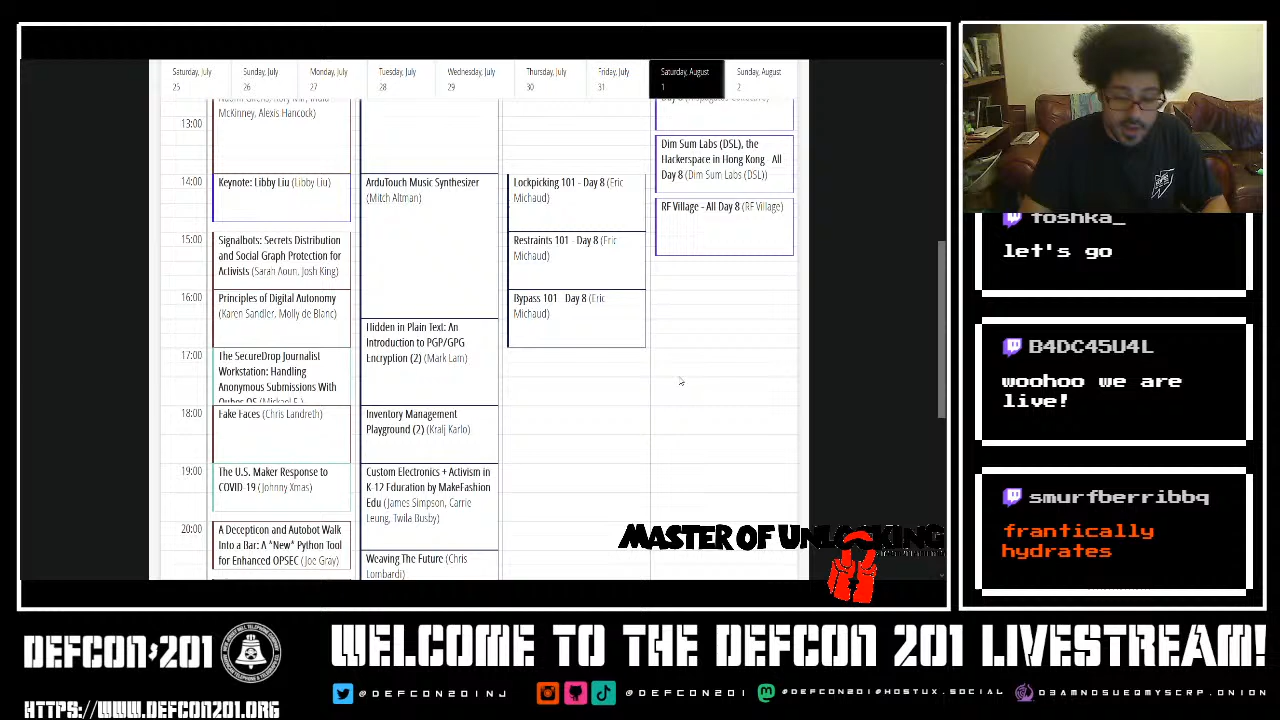 Saturday, July
25
Sunday, July
26
Monday, July
27
Tuesday, July
28
Wednesday, July
29
Thursday, July
30
Friday, July
31
Saturday, August
1
Sunday, August
2
McKinney, Alexis Hancock)
13:00
14:00
15:00
16:00
17:00
18:00
19:00
20:00
Keynote: Libby Liu (Libby Liu)
Signalbots: Secrets Distribution
and Social Graph Protection for
Activists (Sarah Aoun, Josh King)
Principles of Digital Autonomy
(Karen Sandler, Molly de Blanc)
The SecureDrop Journalist
Workstation: Handling
Anonymous Submissions With
Fake Faces (Chris Landreth)
The U.S. Maker Response to
COVID-19 (Johnny Xmas)
A Decepticon and Autobot Walk
Into a Bar: A *New* Python Tool
for Enhanced OPSEC (Joe Gray)
ArduTouch Music Synthesizer
(Mitch Altman)
Hidden in Plain Text: An
Introduction to PGP/GPG
Encryption (2) (Mark Lam)
Inventory Management
Playground (2) (Kralj Karlo)
Custom Electronics + Activism in
K-12 Education by MakeFashion
Edu (James Simpson, Carrie
Leung, Twila Busby)
Weaving The Future (Chris
Lombardi)
Lockpicking 101 - Day 8 (Eric
Michaud)
Restraints 101 - Day 8 (Eric
Michaud)
Bypass 101 Day 8 (Eric
Michaud)
Dim Sum Labs (DSL), the
Hackerspace in Hong Kong All
Day 8 (Dim Sum Labs (DSL))
RF Village - All Day 8 (RF Village)
MASTER OF UNLOCKING
foshka_
let's go
B4DC45U4L
woohoo we are
live!
smurfberribbq
frantically
hydrates
DEFCON 201
WELCOME TO THE DEFCON 201 LIVESTREAM!
@DEFCON201NJ
@DEFCON201
@DEFCON201@HOSTUX.SOCIAL
D3AMNDSUEQMYSCRP.ONION
HTTPS://WWW.DEFCON201.ORG